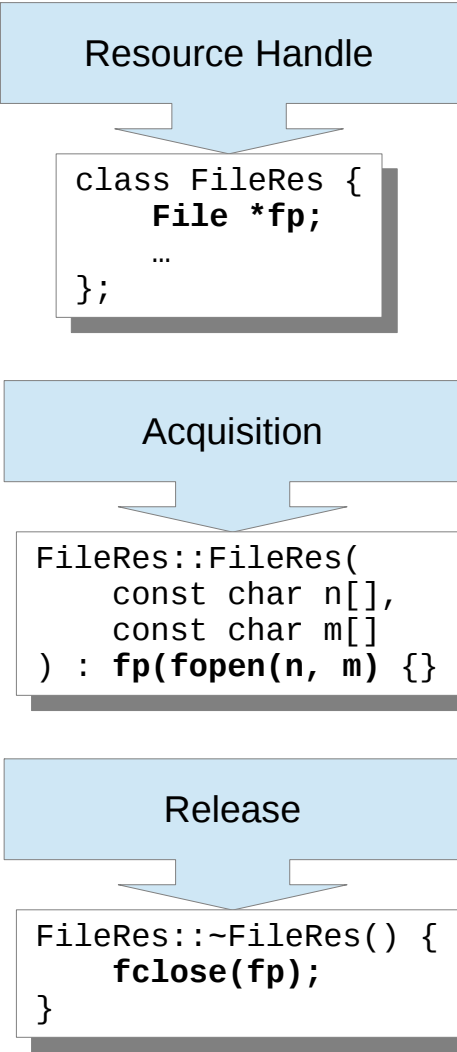 Resource Handle
class FileRes {
    File *fp;
    …
};
Acquisition
FileRes::FileRes(
    const char n[],
    const char m[]
) : fp(fopen(n, m) {}
Release
FileRes::~FileRes() {
    fclose(fp);
}